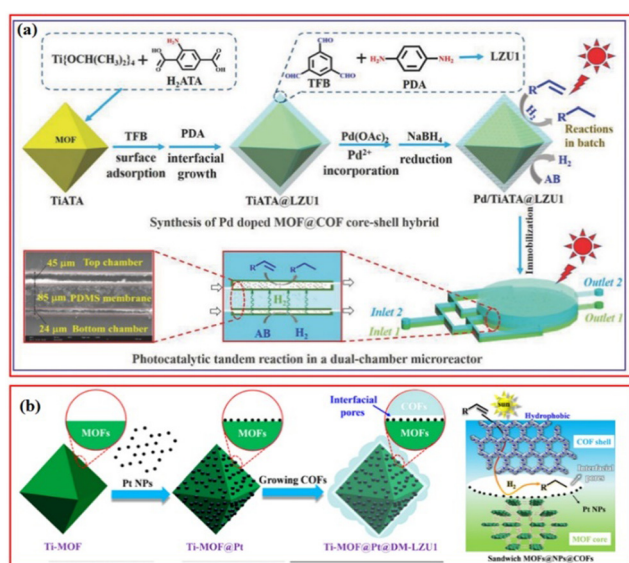 (a)
Ti{OCH(CH₃)₂}₄ +
H₂N
HO
O
O
OH
H₂ATA
CHO
OHC
CHO
TFB
+
H₂N
NH₂
PDA
LZU1
R
H₂
R
Reactions
in batch
H₂
AB
MOF
TiATA
TFB
surface
adsorption
PDA
interfacial
growth
TiATA@LZU1
Pd(OAc)₂
Pd²⁺
incorporation
NaBH₄
reduction
Pd/TiATA@LZU1
Synthesis of Pd doped MOF@COF core-shell hybrid
Immobilization
45 μm Top chamber
85 μm PDMS membrane
24 μm Bottom chamber
R
R
H₂
AB
H₂
Inlet 2
Inlet 1
Outlet 2
Outlet 1
Photocatalytic tandem reaction in a dual-chamber microreactor
(b)
MOFs
Pt NPs
MOFs
Growing COFs
Interfacial
pores
COFs
MOFs
Ti-MOF
Ti-MOF@Pt
Ti-MOF@Pt@DM-LZU1
R
Hydrophobic
COF shell
H₂
R
Interfacial
pores
Pt NPs
MOF core
Sandwich MOFs@NPs@COFs